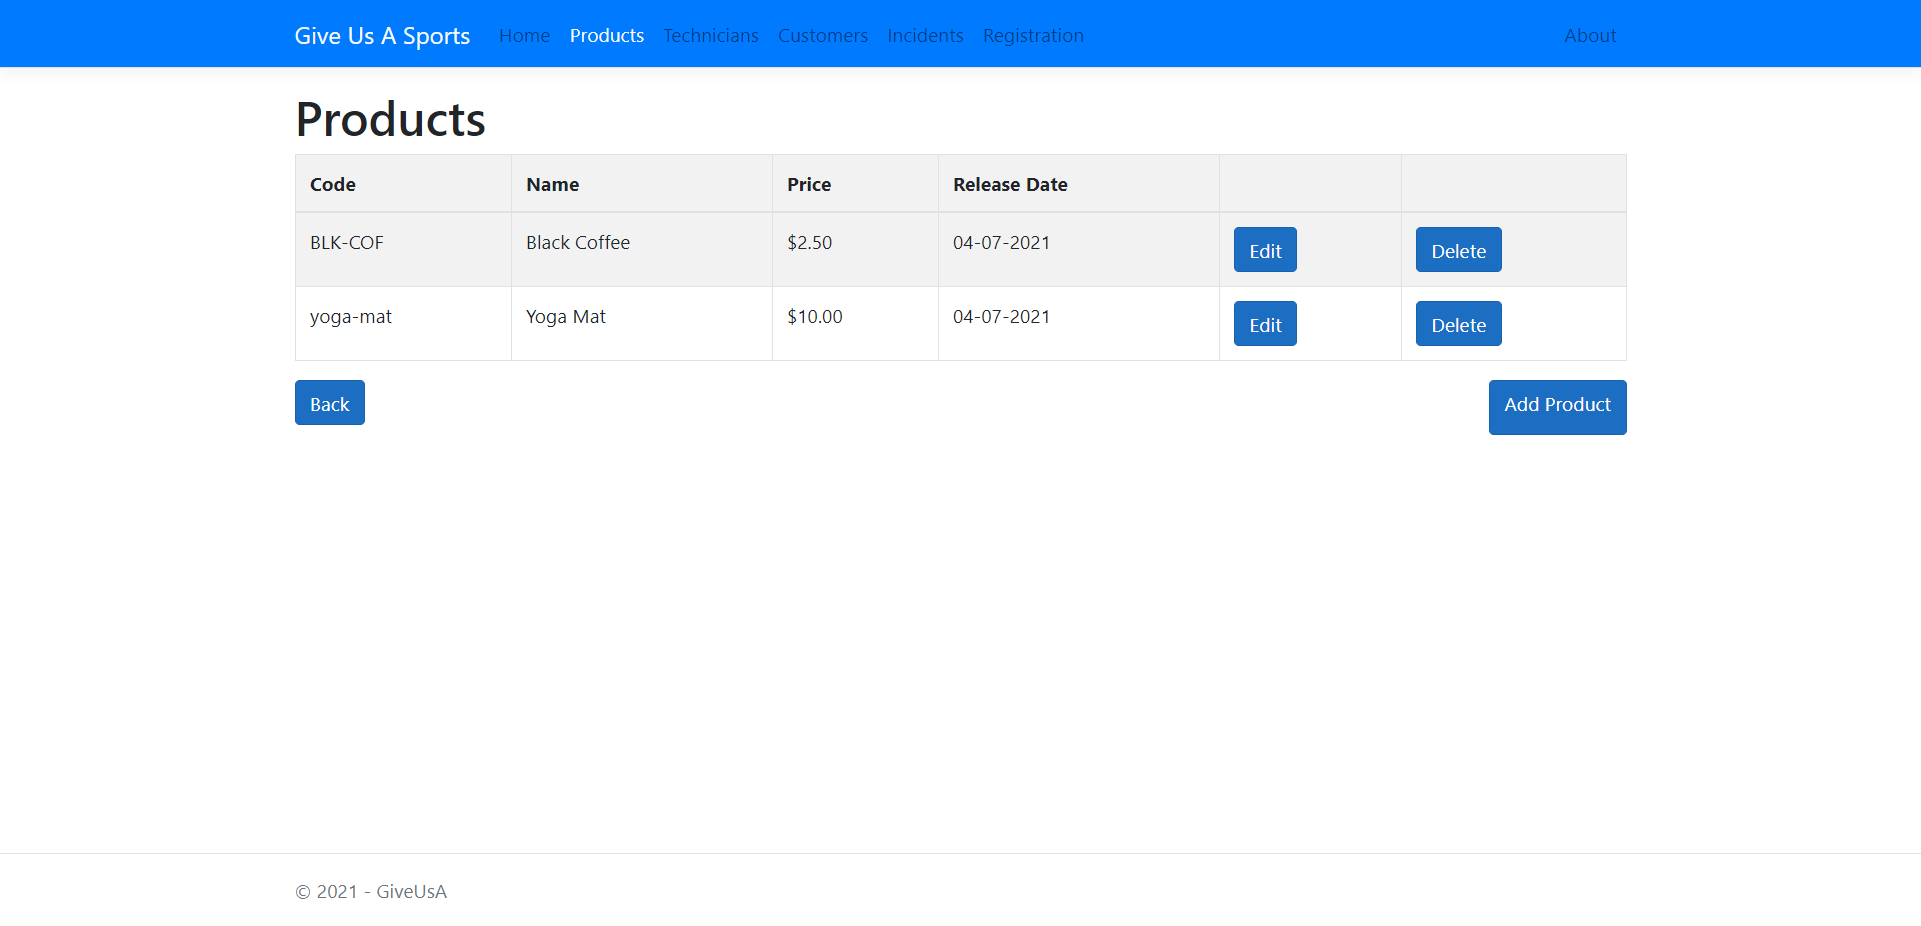 Give Us A Sports Home Products Technicians Customers Incidents Registration About
Products
Code Name Price Release Date
BLK-COF Black Coffee $2.50 04-07-2021 Edit Delete
yoga-mat Yoga Mat $10.00 04-07-2021 Edit Delete
Back Add Product
© 2021 - GiveUsA